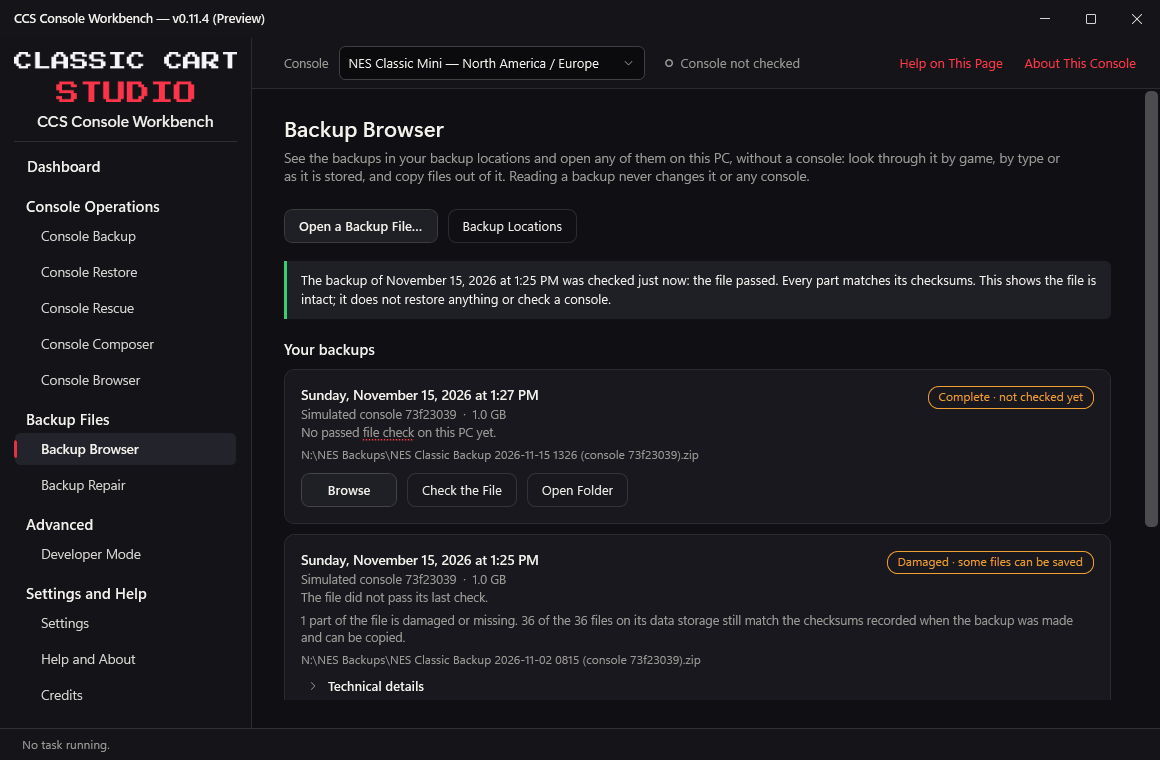 CCS Console Workbench — v0.11.4 (Preview)
CLASSIC CART
STUDIO
CCS Console Workbench
Dashboard
Console Operations
Console Backup
Console Restore
Console Rescue
Console Composer
Console Browser
Backup Files
Backup Browser
Backup Repair
Advanced
Developer Mode
Settings and Help
Settings
Help and About
Credits
Console
NES Classic Mini — North America / Europe
Console not checked
Help on This Page
About This Console
Backup Browser
See the backups in your backup locations and open any of them on this PC, without a console: look through it by game, by type or
as it is stored, and copy files out of it. Reading a backup never changes it or any console.
Open a Backup File...
Backup Locations
The backup of November 15, 2026 at 1:25 PM was checked just now: the file passed. Every part matches its checksums. This shows the file is
intact; it does not restore anything or check a console.
Your backups
Sunday, November 15, 2026 at 1:27 PM
Complete · not checked yet
Simulated console 73f23039 · 1.0 GB
No passed file check on this PC yet.
N:\NES Backups\NES Classic Backup 2026-11-15 1326 (console 73f23039).zip
Browse
Check the File
Open Folder
Sunday, November 15, 2026 at 1:25 PM
Damaged · some files can be saved
Simulated console 73f23039 · 1.0 GB
The file did not pass its last check.
1 part of the file is damaged or missing. 36 of the 36 files on its data storage still match the checksums recorded when the backup was made
and can be copied.
N:\NES Backups\NES Classic Backup 2026-11-02 0815 (console 73f23039).zip
Technical details
No task running.